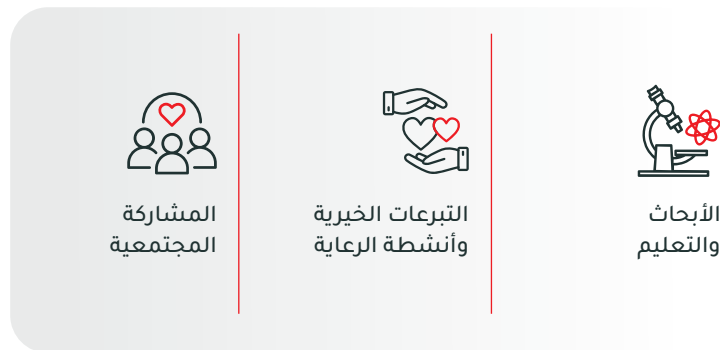 الأبحاث
والتعليم
التبرعات الخيرية
وأنشطة الرعاية
المشاركة
المجتمعية